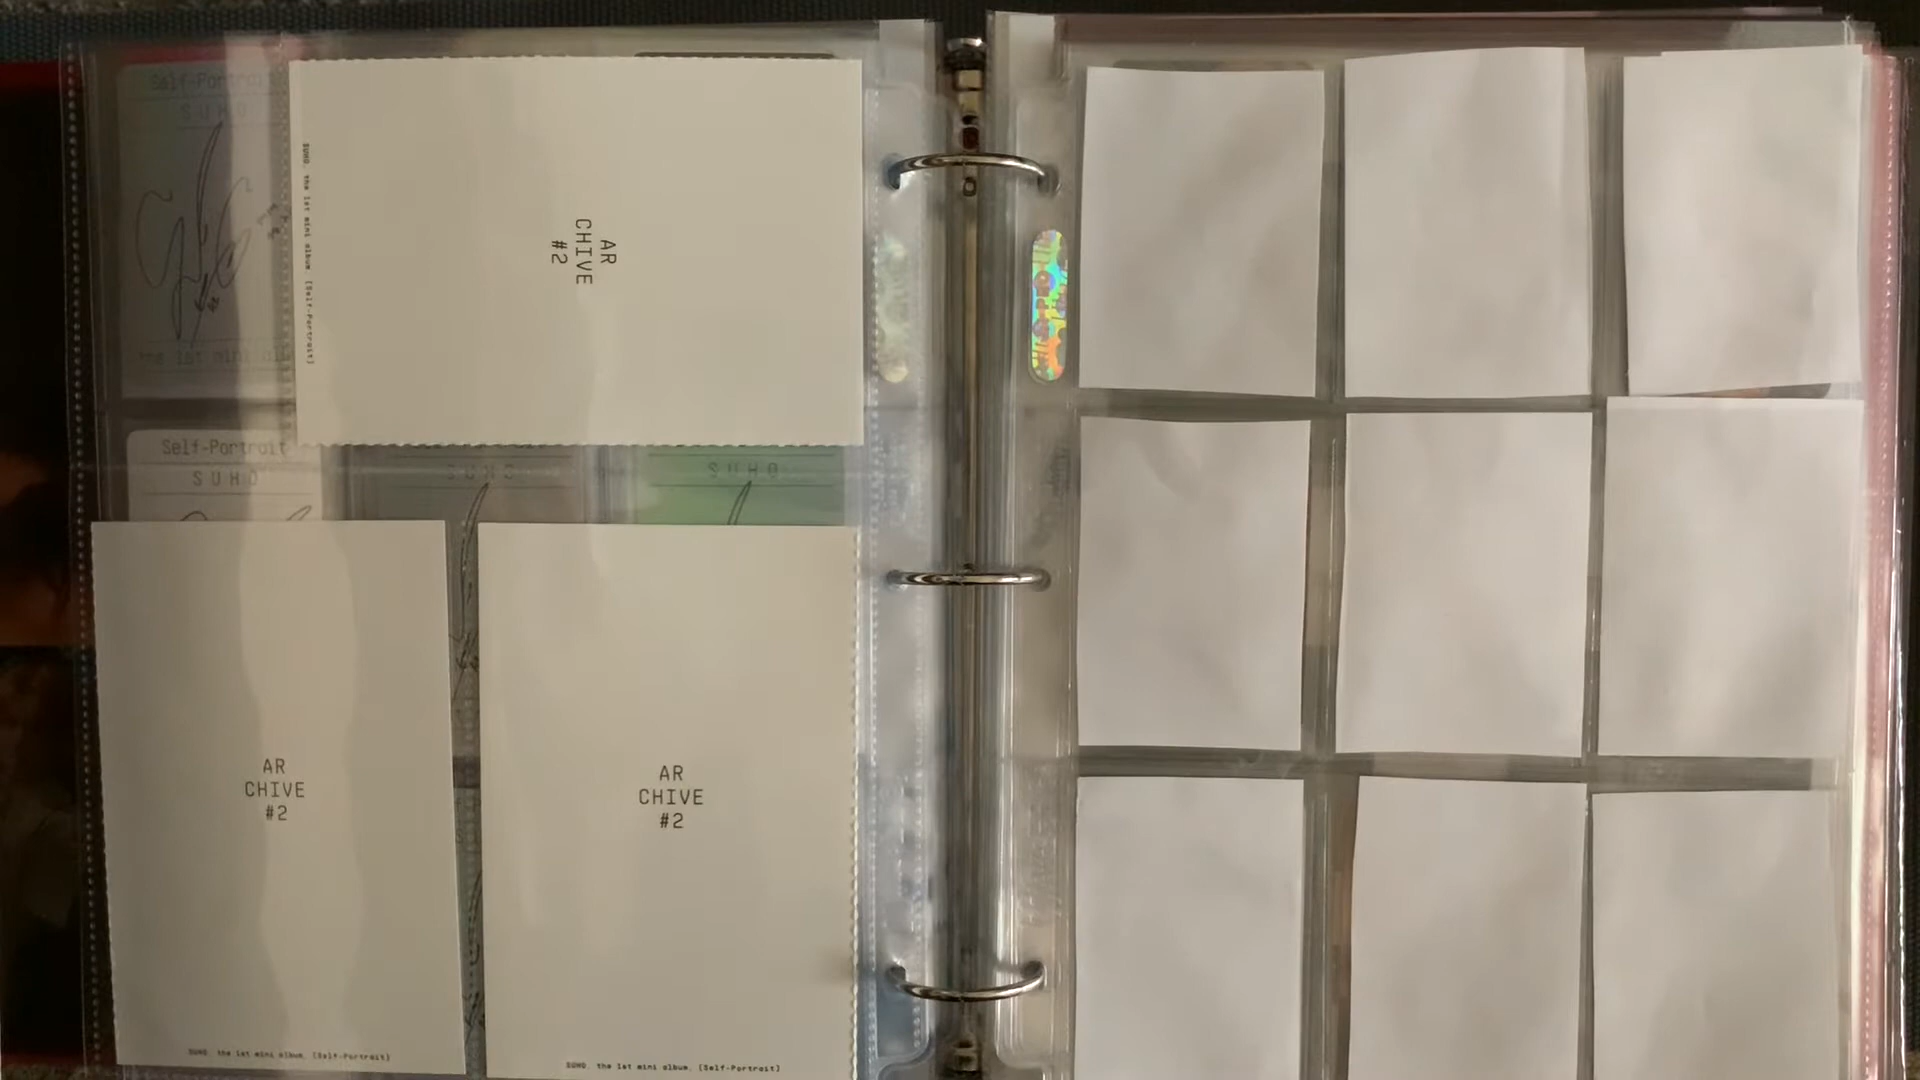 Self-Portrait
SUHO
the 1st mini al
AR
CHIVE
#2
SUHO. the 1st mini album. [Self-Portrait]
Self-Portrait
SUHO
SUHO
SUHO
AR
CHIVE
#2
SUHO. the 1st mini album. [Self-Portrait]
AR
CHIVE
#2
SUHO. the 1st mini album. [Self-Portrait]